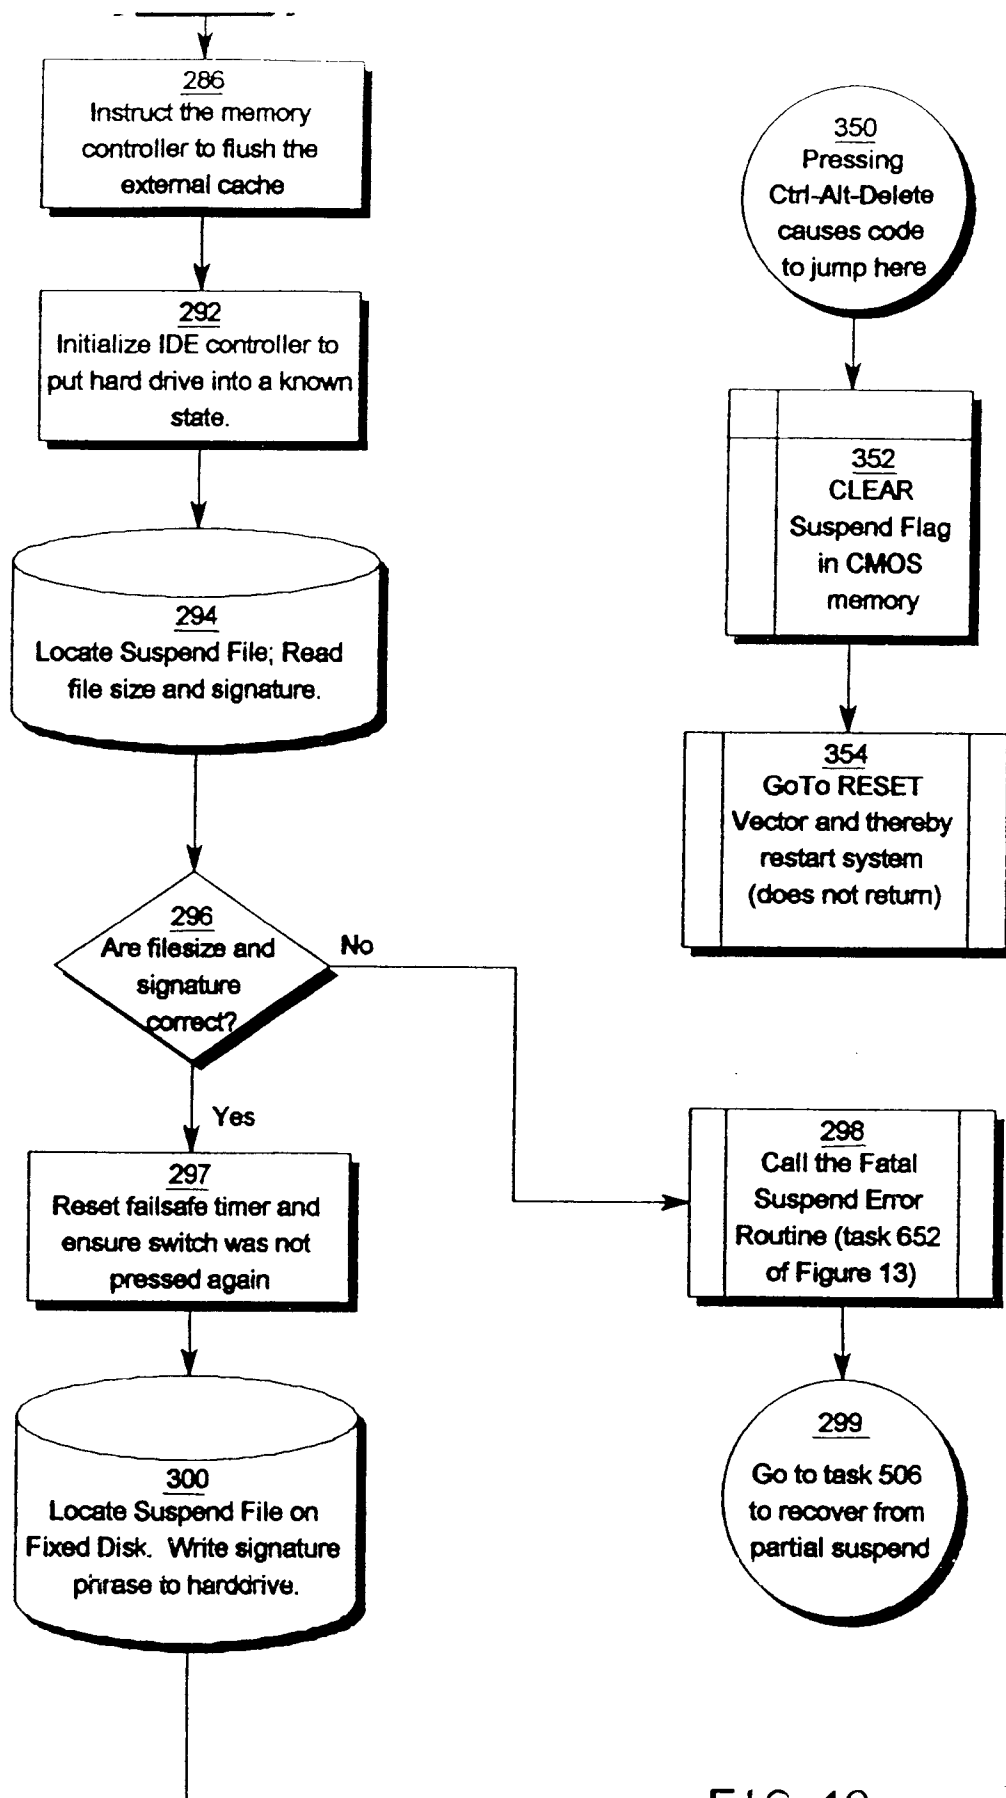 286
Instruct the memory
controller to flush the
external cache
292
Initialize IDE controller to
put hard drive into a known
state.
294
Locate Suspend File; Read
file size and signature.
296
Are filesize and
signature
correct?
No
Yes
297
Reset failsafe timer and
ensure switch was not
pressed again
300
Locate Suspend File on
Fixed Disk. Write signature
phrase to harddrive.
350
Pressing
Ctrl-Alt-Delete
causes code
to jump here
352
CLEAR
Suspend Flag
in CMOS
memory
354
GoTo RESET
Vector and thereby
restart system
(does not return)
298
Call the Fatal
Suspend Error
Routine (task 652
of Figure 13)
299
Go to task 506
to recover from
partial suspend